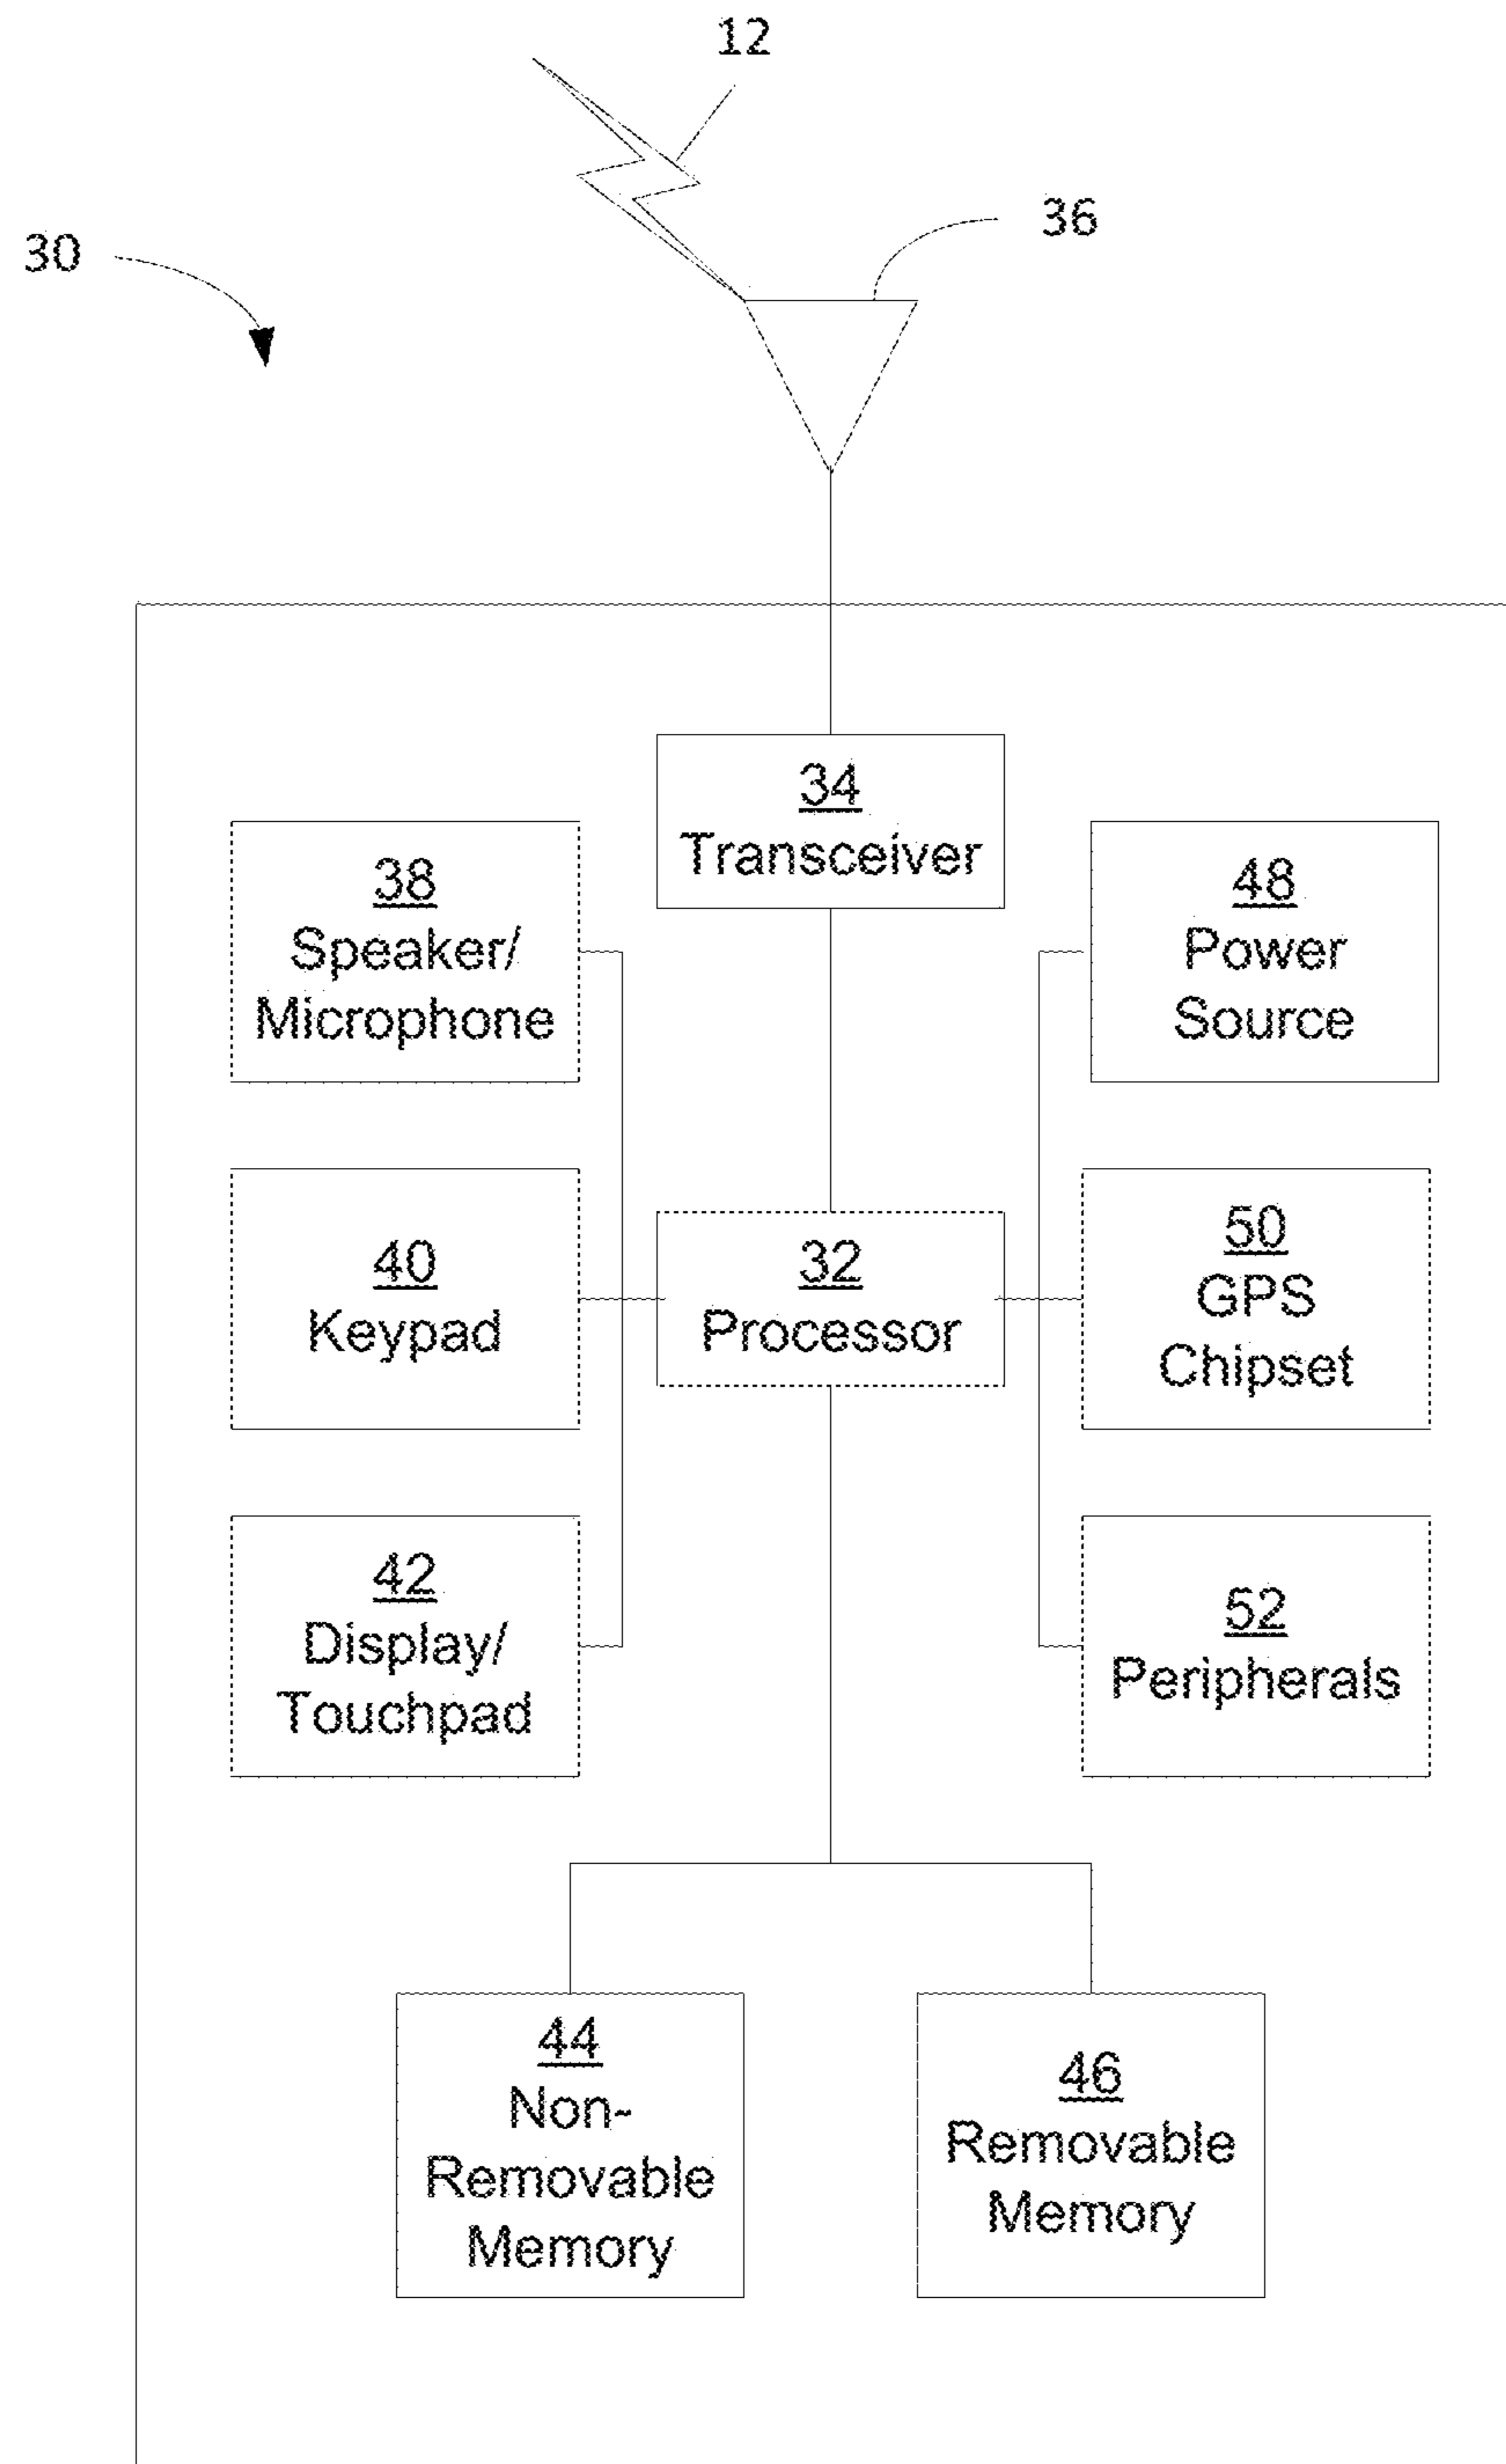 12
36
30
34
Transceiver
38
Speaker/
Microphone
48
Power
Source
40
Keypad
32
Processor
50
GPS
Chipset
42
Display/
Touchpad
52
Peripherals
44
Non-
Removable
Memory
46
Removable
Memory